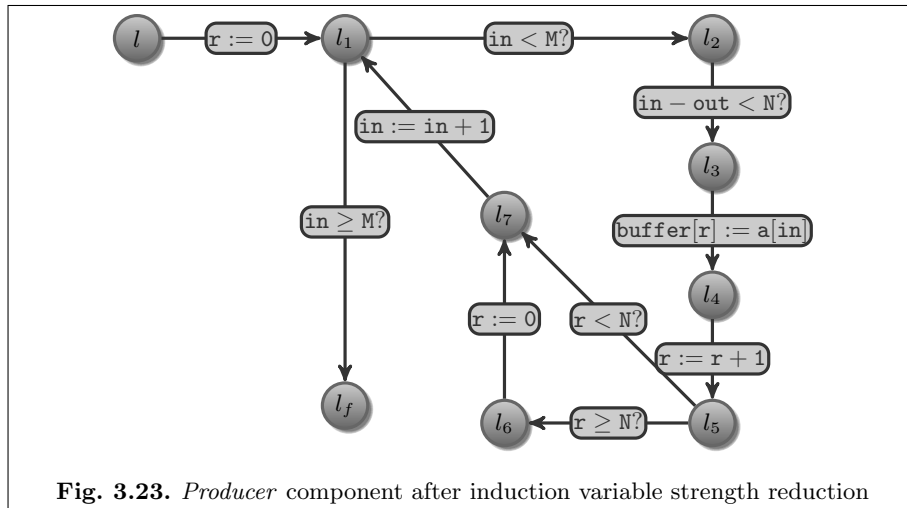 l
r := 0
l₁
in < M?
l₂
in − out < N?
in := in + 1
l₃
in ≥ M?
l₇
buffer[r] := a[in]
l₄
r := 0
r < N?
r := r + 1
l_f
l₆
r ≥ N?
l₅
Fig. 3.23. Producer component after induction variable strength reduction